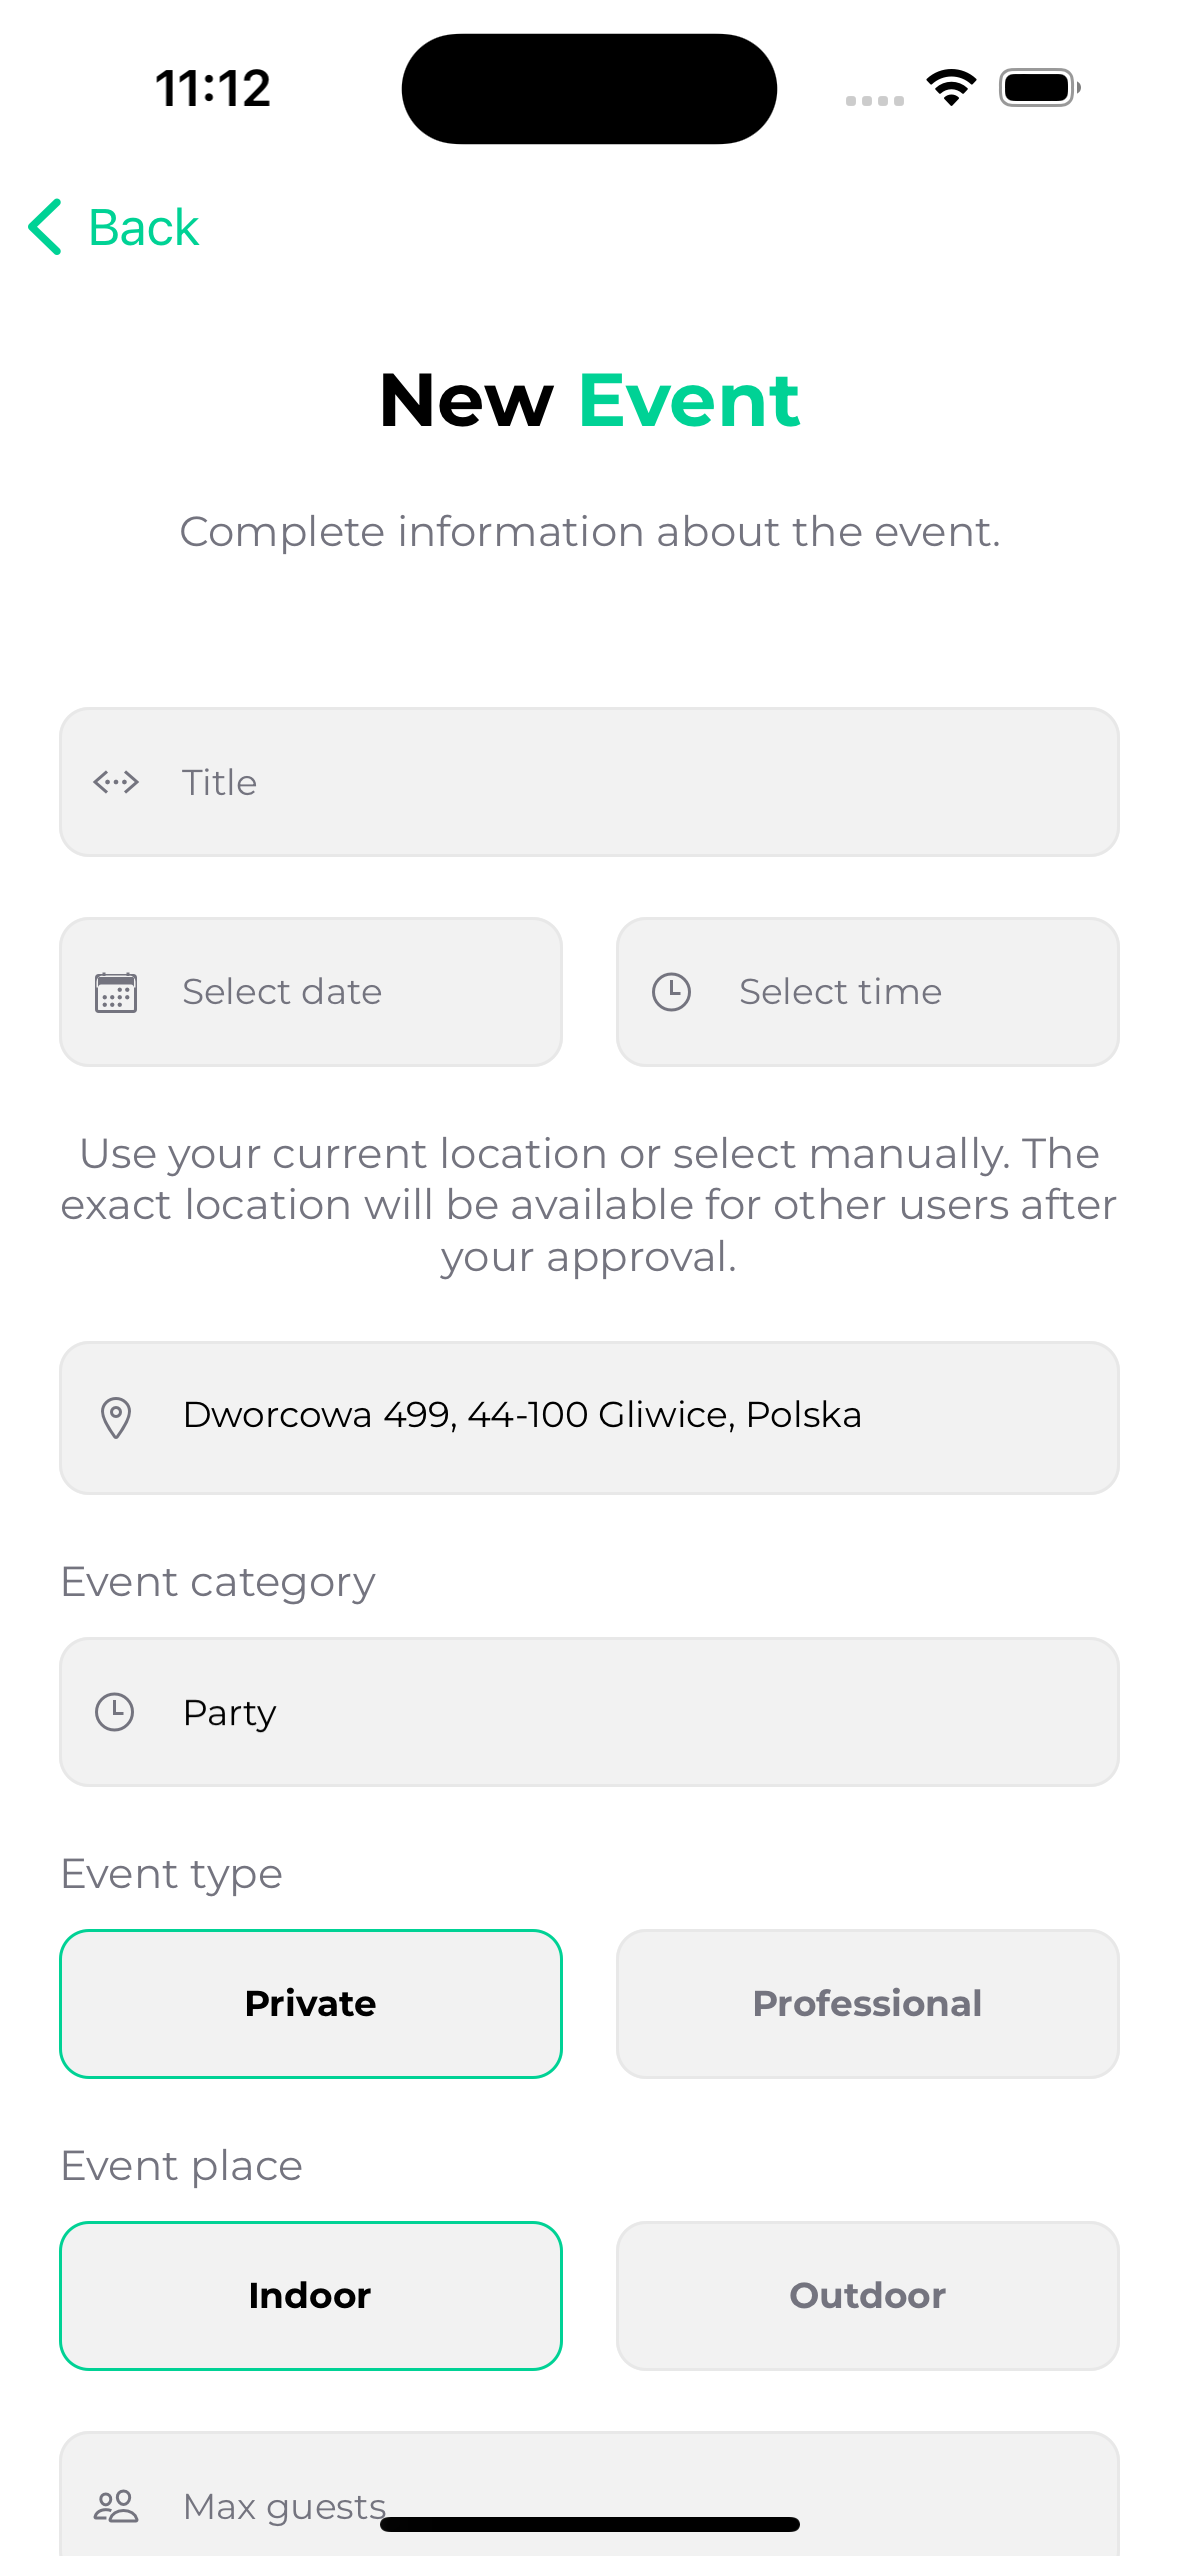 11:12
Back
New Event
Complete information about the event.
Title
Select date
Select time
Use your current location or select manually. The
exact location will be available for other users after
your approval.
Dworcowa 499, 44-100 Gliwice, Polska
Event category
Party
Event type
Private
Professional
Event place
Indoor
Outdoor
Max guests